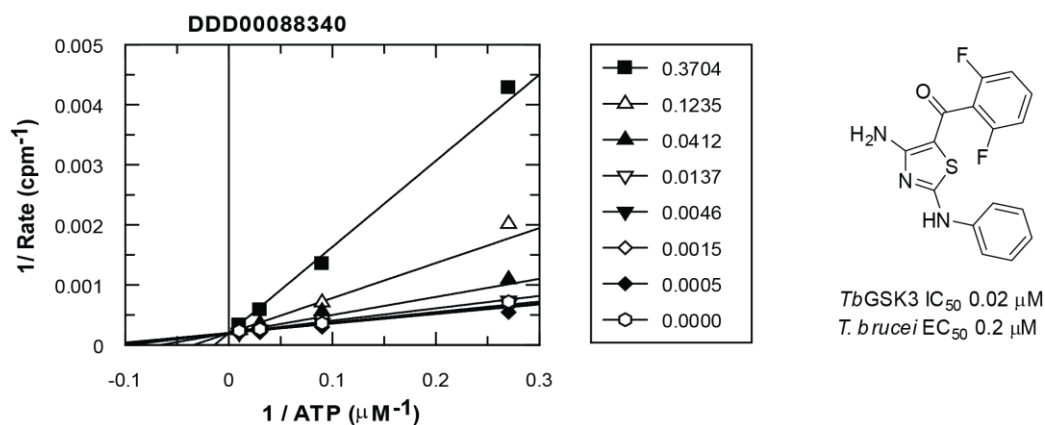 DDD00088340
0.005
0.004
0.003
0.002
0.001
0
-0.1
0
0.1
0.2
0.3
1/ Rate (cpm-1)
1 / ATP (μM-1)
0.3704
0.1235
0.0412
0.0137
0.0046
0.0015
0.0005
0.0000
F
O
H2N
F
S
N
HN
TbGSK3 IC50 0.02 μM
T. brucei EC50 0.2 μM